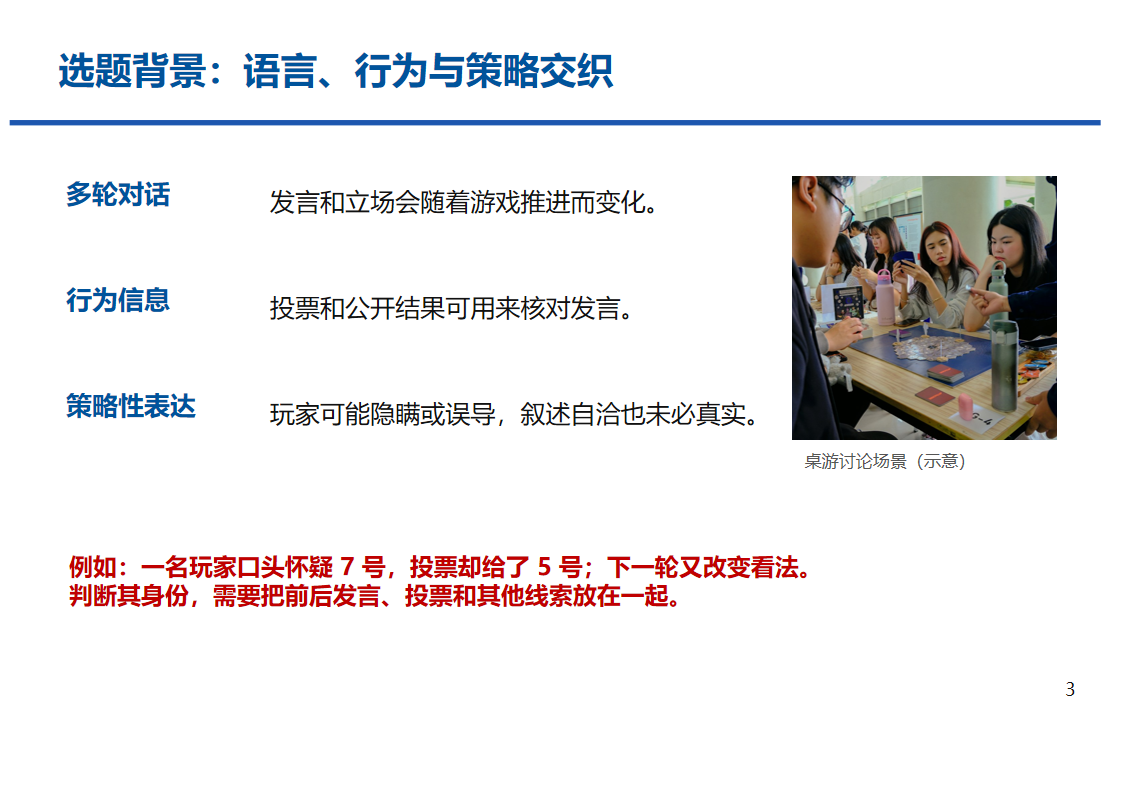 选题背景：语言、行为与策略交织
多轮对话
发言和立场会随着游戏推进而变化。
行为信息
投票和公开结果可用来核对发言。
策略性表达
玩家可能隐瞒或误导，叙述自洽也未必真实。
桌游讨论场景（示意）
例如：一名玩家口头怀疑 7 号，投票却给了 5 号；下一轮又改变看法。
判断其身份，需要把前后发言、投票和其他线索放在一起。
3